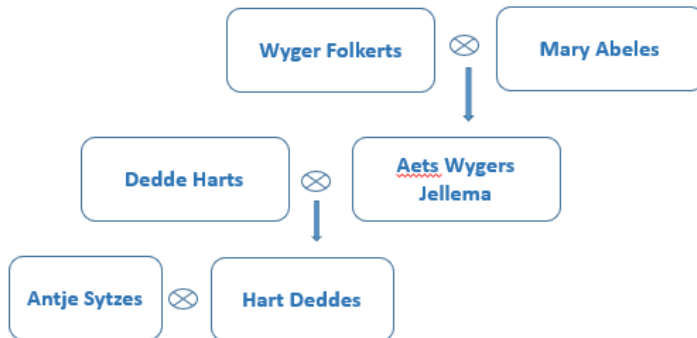 Wyger Folkerts
Mary Abeles
Dedde Harts
Aets Wygers
Jellema
Antje Sytzes
Hart Deddes